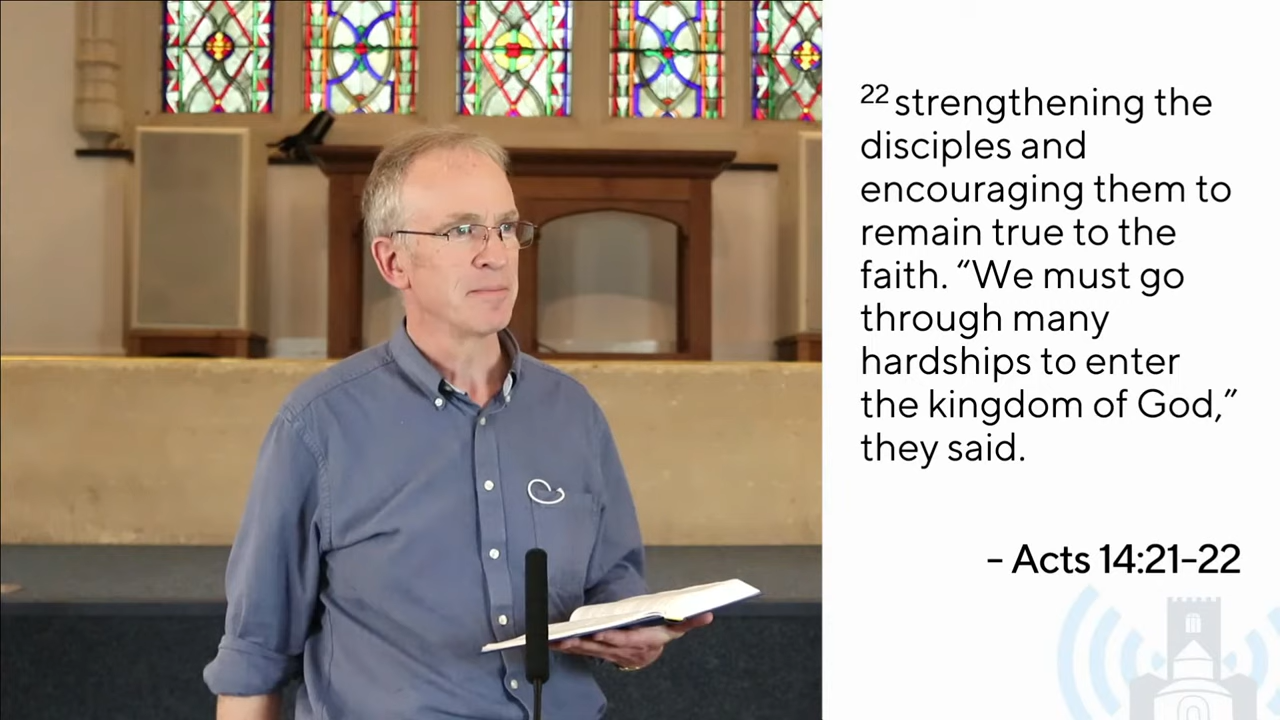 22 strengthening the
disciples and
encouraging them to
remain true to the
faith. “We must go
through many
hardships to enter
the kingdom of God,”
they said.
– Acts 14:21–22